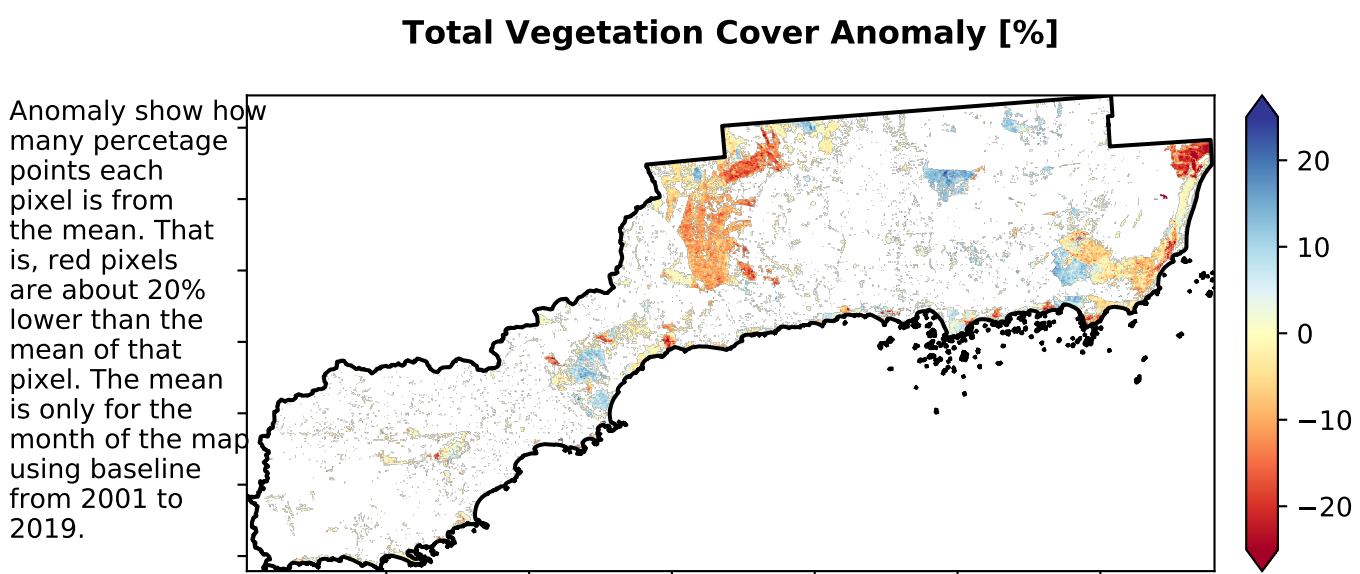 Total Vegetation Cover Anomaly [%]
Anomaly show how
many percetage
points each
pixel is from
the mean. That
is, red pixels
are about 20%
lower than the
mean of that
pixel. The mean
is only for the
month of the map
using baseline
from 2001 to
2019.
20
10
0
−10
−20